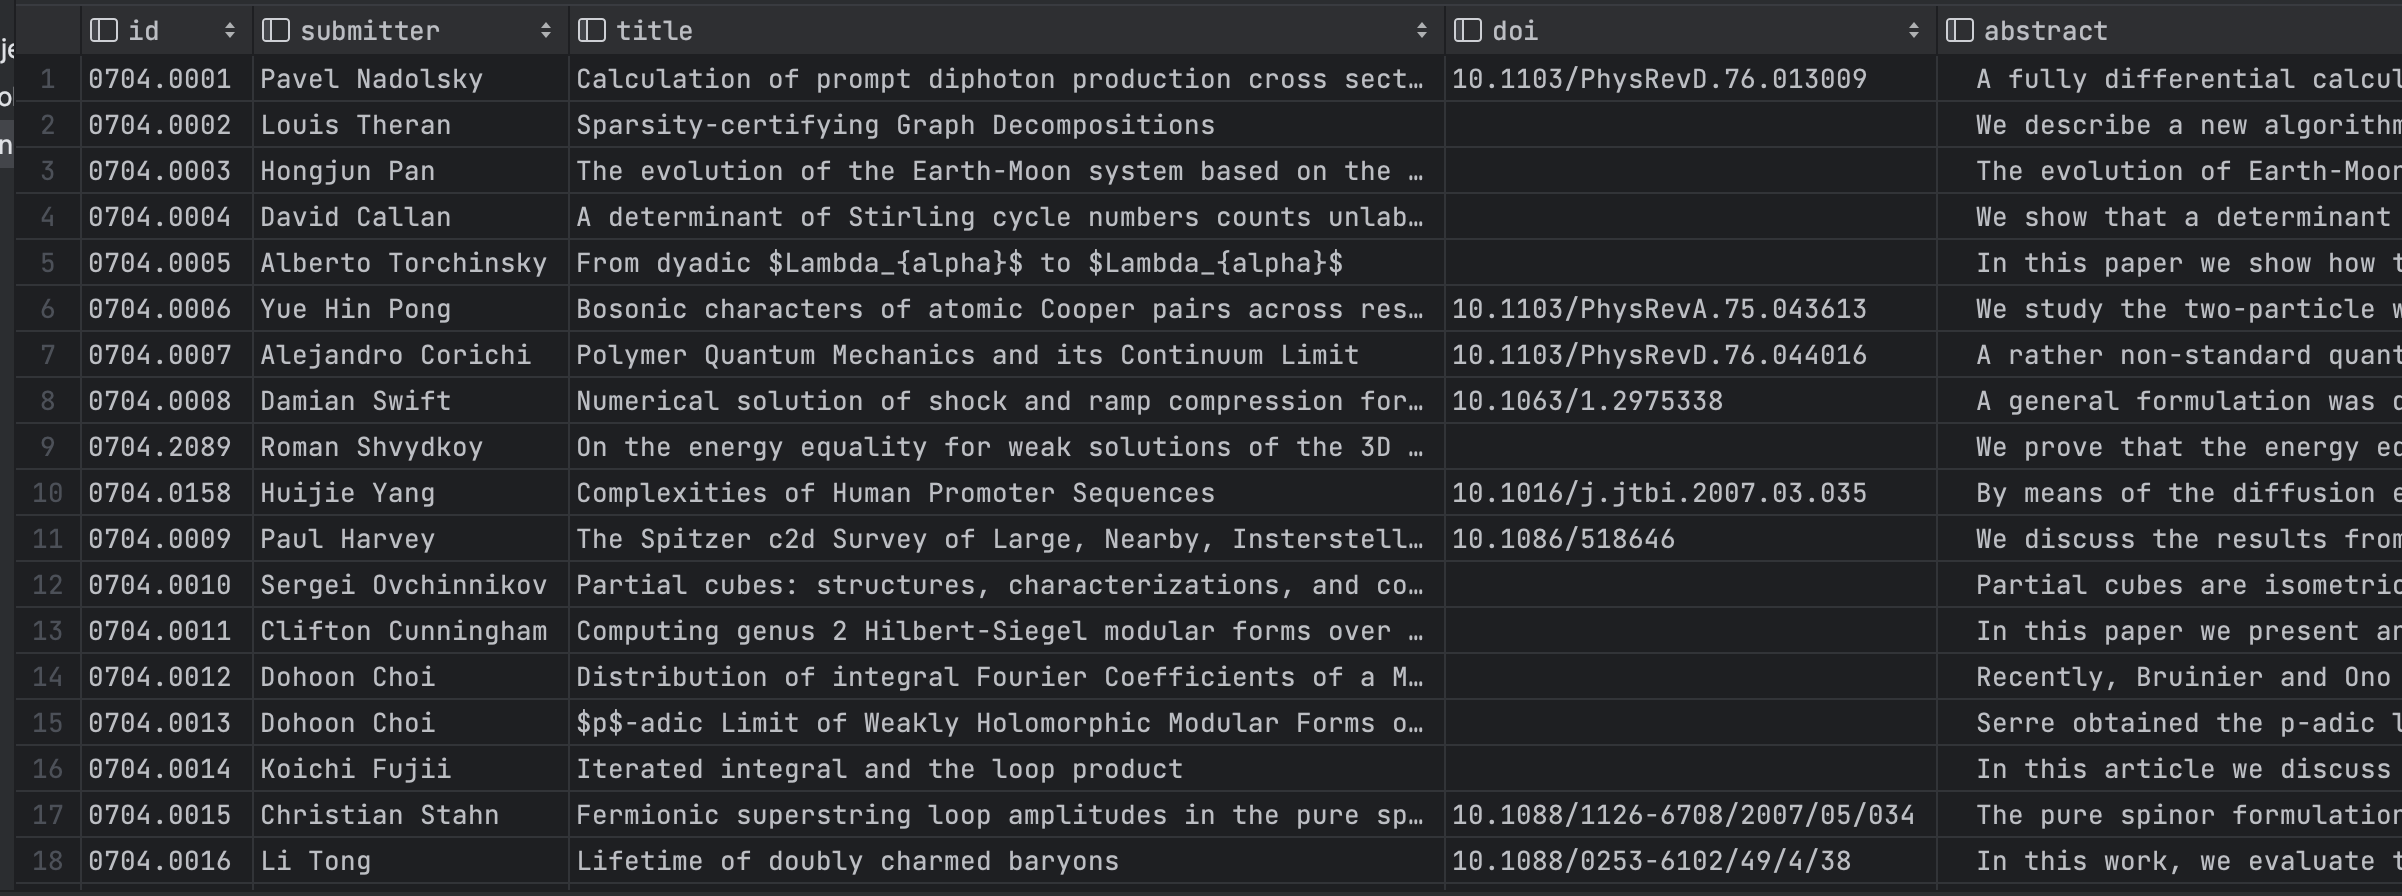 id submitter title doi abstract
je
1 0704.0001 Pavel Nadolsky Calculation of prompt diphoton production cross sect… 10.1103/PhysRevD.76.013009 A fully differential calcul
2 0704.0002 Louis Theran Sparsity-certifying Graph Decompositions We describe a new algorithm
3 0704.0003 Hongjun Pan The evolution of the Earth-Moon system based on the … The evolution of Earth-Moon
4 0704.0004 David Callan A determinant of Stirling cycle numbers counts unlab… We show that a determinant
5 0704.0005 Alberto Torchinsky From dyadic $Lambda_{alpha}$ to $Lambda_{alpha}$ In this paper we show how t
6 0704.0006 Yue Hin Pong Bosonic characters of atomic Cooper pairs across res… 10.1103/PhysRevA.75.043613 We study the two-particle w
7 0704.0007 Alejandro Corichi Polymer Quantum Mechanics and its Continuum Limit 10.1103/PhysRevD.76.044016 A rather non-standard quant
8 0704.0008 Damian Swift Numerical solution of shock and ramp compression for… 10.1063/1.2975338 A general formulation was
9 0704.2089 Roman Shvydkoy On the energy equality for weak solutions of the 3D … We prove that the energy eq
10 0704.0158 Huijie Yang Complexities of Human Promoter Sequences 10.1016/j.jtbi.2007.03.035 By means of the diffusion e
11 0704.0009 Paul Harvey The Spitzer c2d Survey of Large, Nearby, Insterstell… 10.1086/518646 We discuss the results from
12 0704.0010 Sergei Ovchinnikov Partial cubes: structures, characterizations, and co… Partial cubes are isometric
13 0704.0011 Clifton Cunningham Computing genus 2 Hilbert-Siegel modular forms over … In this paper we present an
14 0704.0012 Dohoon Choi Distribution of integral Fourier Coefficients of a M… Recently, Bruinier and Ono
15 0704.0013 Dohoon Choi $p$-adic Limit of Weakly Holomorphic Modular Forms o… Serre obtained the p-adic l
16 0704.0014 Koichi Fujii Iterated integral and the loop product In this article we discuss
17 0704.0015 Christian Stahn Fermionic superstring loop amplitudes in the pure sp… 10.1088/1126-6708/2007/05/034 The pure spinor formulation
18 0704.0016 Li Tong Lifetime of doubly charmed baryons 10.1088/0253-6102/49/4/38 In this work, we evaluate t